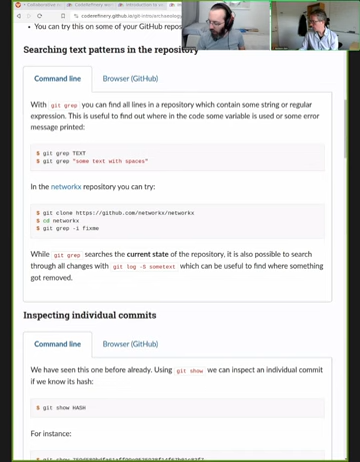 coderefinery.github.io/git-intro/archaeology
• You can try this on some of your GitHub repos
Searching text patterns in the repository
Command line
Browser (GitHub)
With git grep you can find all lines in a repository which contain some string or regular
expression. This is useful to find out where in the code some variable is used or some error
message printed:
$ git grep TEXT
$ git grep "some text with spaces"
In the networkx repository you can try:
$ git clone https://github.com/networkx/networkx
$ cd networkx
$ git grep -i fixme
While git grep searches the current state of the repository, it is also possible to search
through all changes with git log -S sometext which can be useful to find where something
got removed.
Inspecting individual commits
Command line
Browser (GitHub)
We have seen this one before already. Using git show we can inspect an individual commit
if we know its hash:
$ git show HASH
For instance:
$ git show